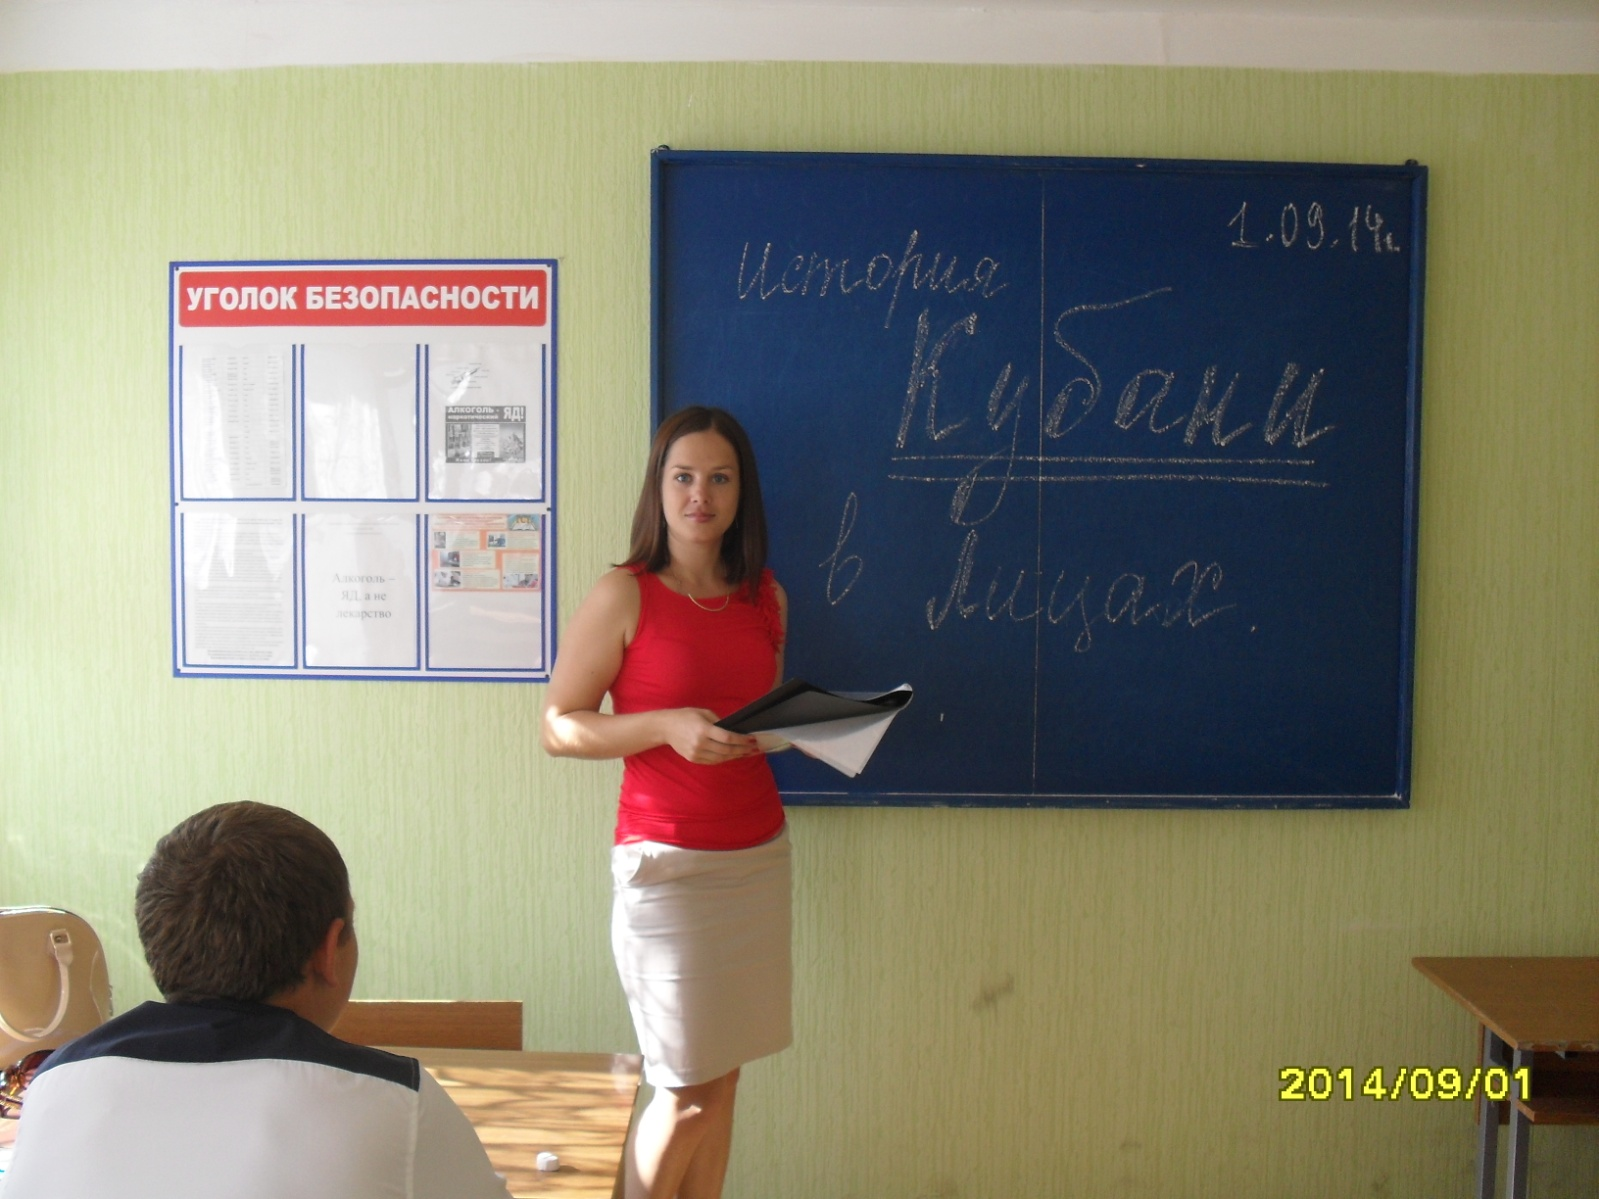 УГОЛОК БЕЗОПАСНОСТИ
АЛКОГОЛЬ -
ЯД!
Алкоголь –
ЯД, а не
лекарство
1.09.14г.
История
Кубани
в Лицах.
2014/09/01